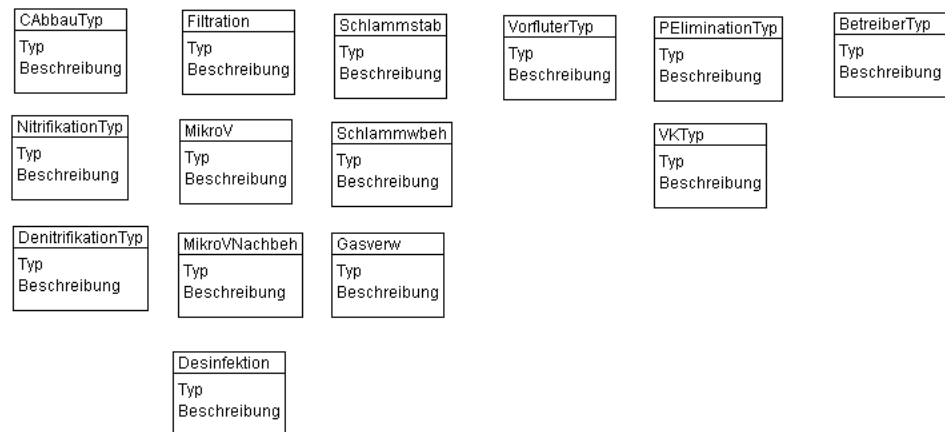 CAbbauTyp
Typ
Beschreibung
Filtration
Typ
Beschreibung
Schlammstab
Typ
Beschreibung
VorfluterTyp
Typ
Beschreibung
PEliminationTyp
Typ
Beschreibung
BetreiberTyp
Typ
Beschreibung
NitrifikationTyp
Typ
Beschreibung
MikroV
Typ
Beschreibung
Schlammwbeh
Typ
Beschreibung
VKTyp
Typ
Beschreibung
DenitrifikationTyp
Typ
Beschreibung
MikroVNachbeh
Typ
Beschreibung
Gasverw
Typ
Beschreibung
Desinfektion
Typ
Beschreibung